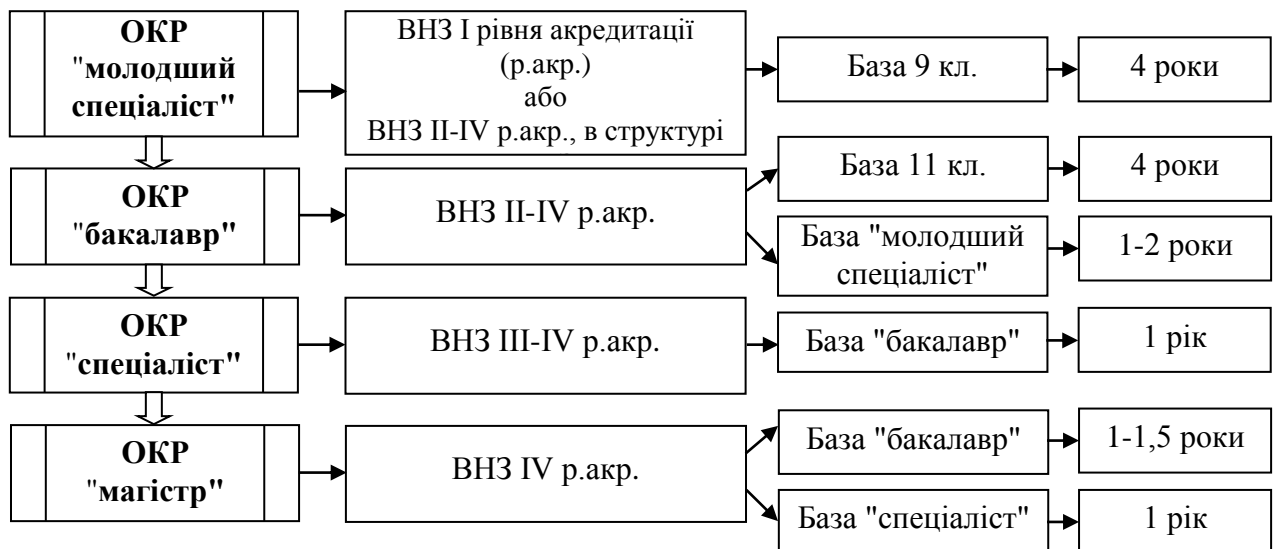 ОКР
"молодший
спеціаліст"
ВНЗ І рівня акредитації
(р.акр.)
або
ВНЗ ІІ-IV р.акр., в структурі
База 9 кл.
4 роки
ОКР
"бакалавр"
ВНЗ ІІ-IV р.акр.
База 11 кл.
4 роки
База "молодший
спеціаліст"
1-2 роки
ОКР
"спеціаліст"
ВНЗ ІІІ-IV р.акр.
База "бакалавр"
1 рік
ОКР
"магістр"
ВНЗ IV р.акр.
База "бакалавр"
1-1,5 роки
База "спеціаліст"
1 рік